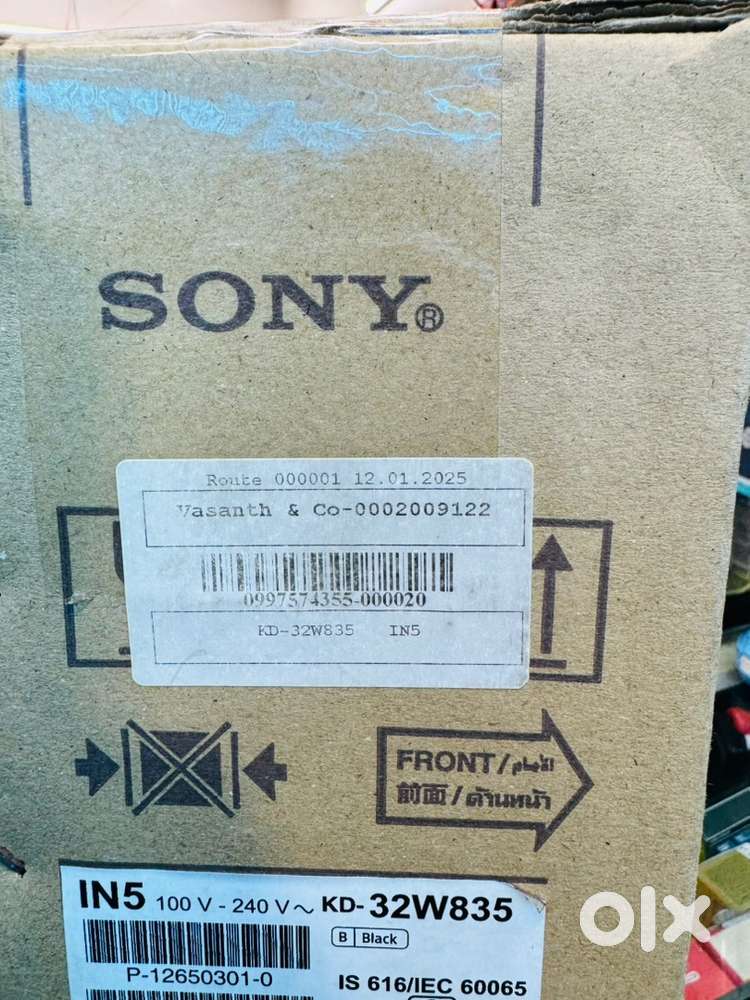 SONY®
Route 000001 12.01.2025
Vasanth & Co-0002009122
0997574355-000020
KD-32W835 IN5
FRONT/الأمام
前面/ด้านหน้า
IN5 100 V - 240 V ~ KD-32W835
B Black
P-12650301-0
IS 616/IEC 60065
olx